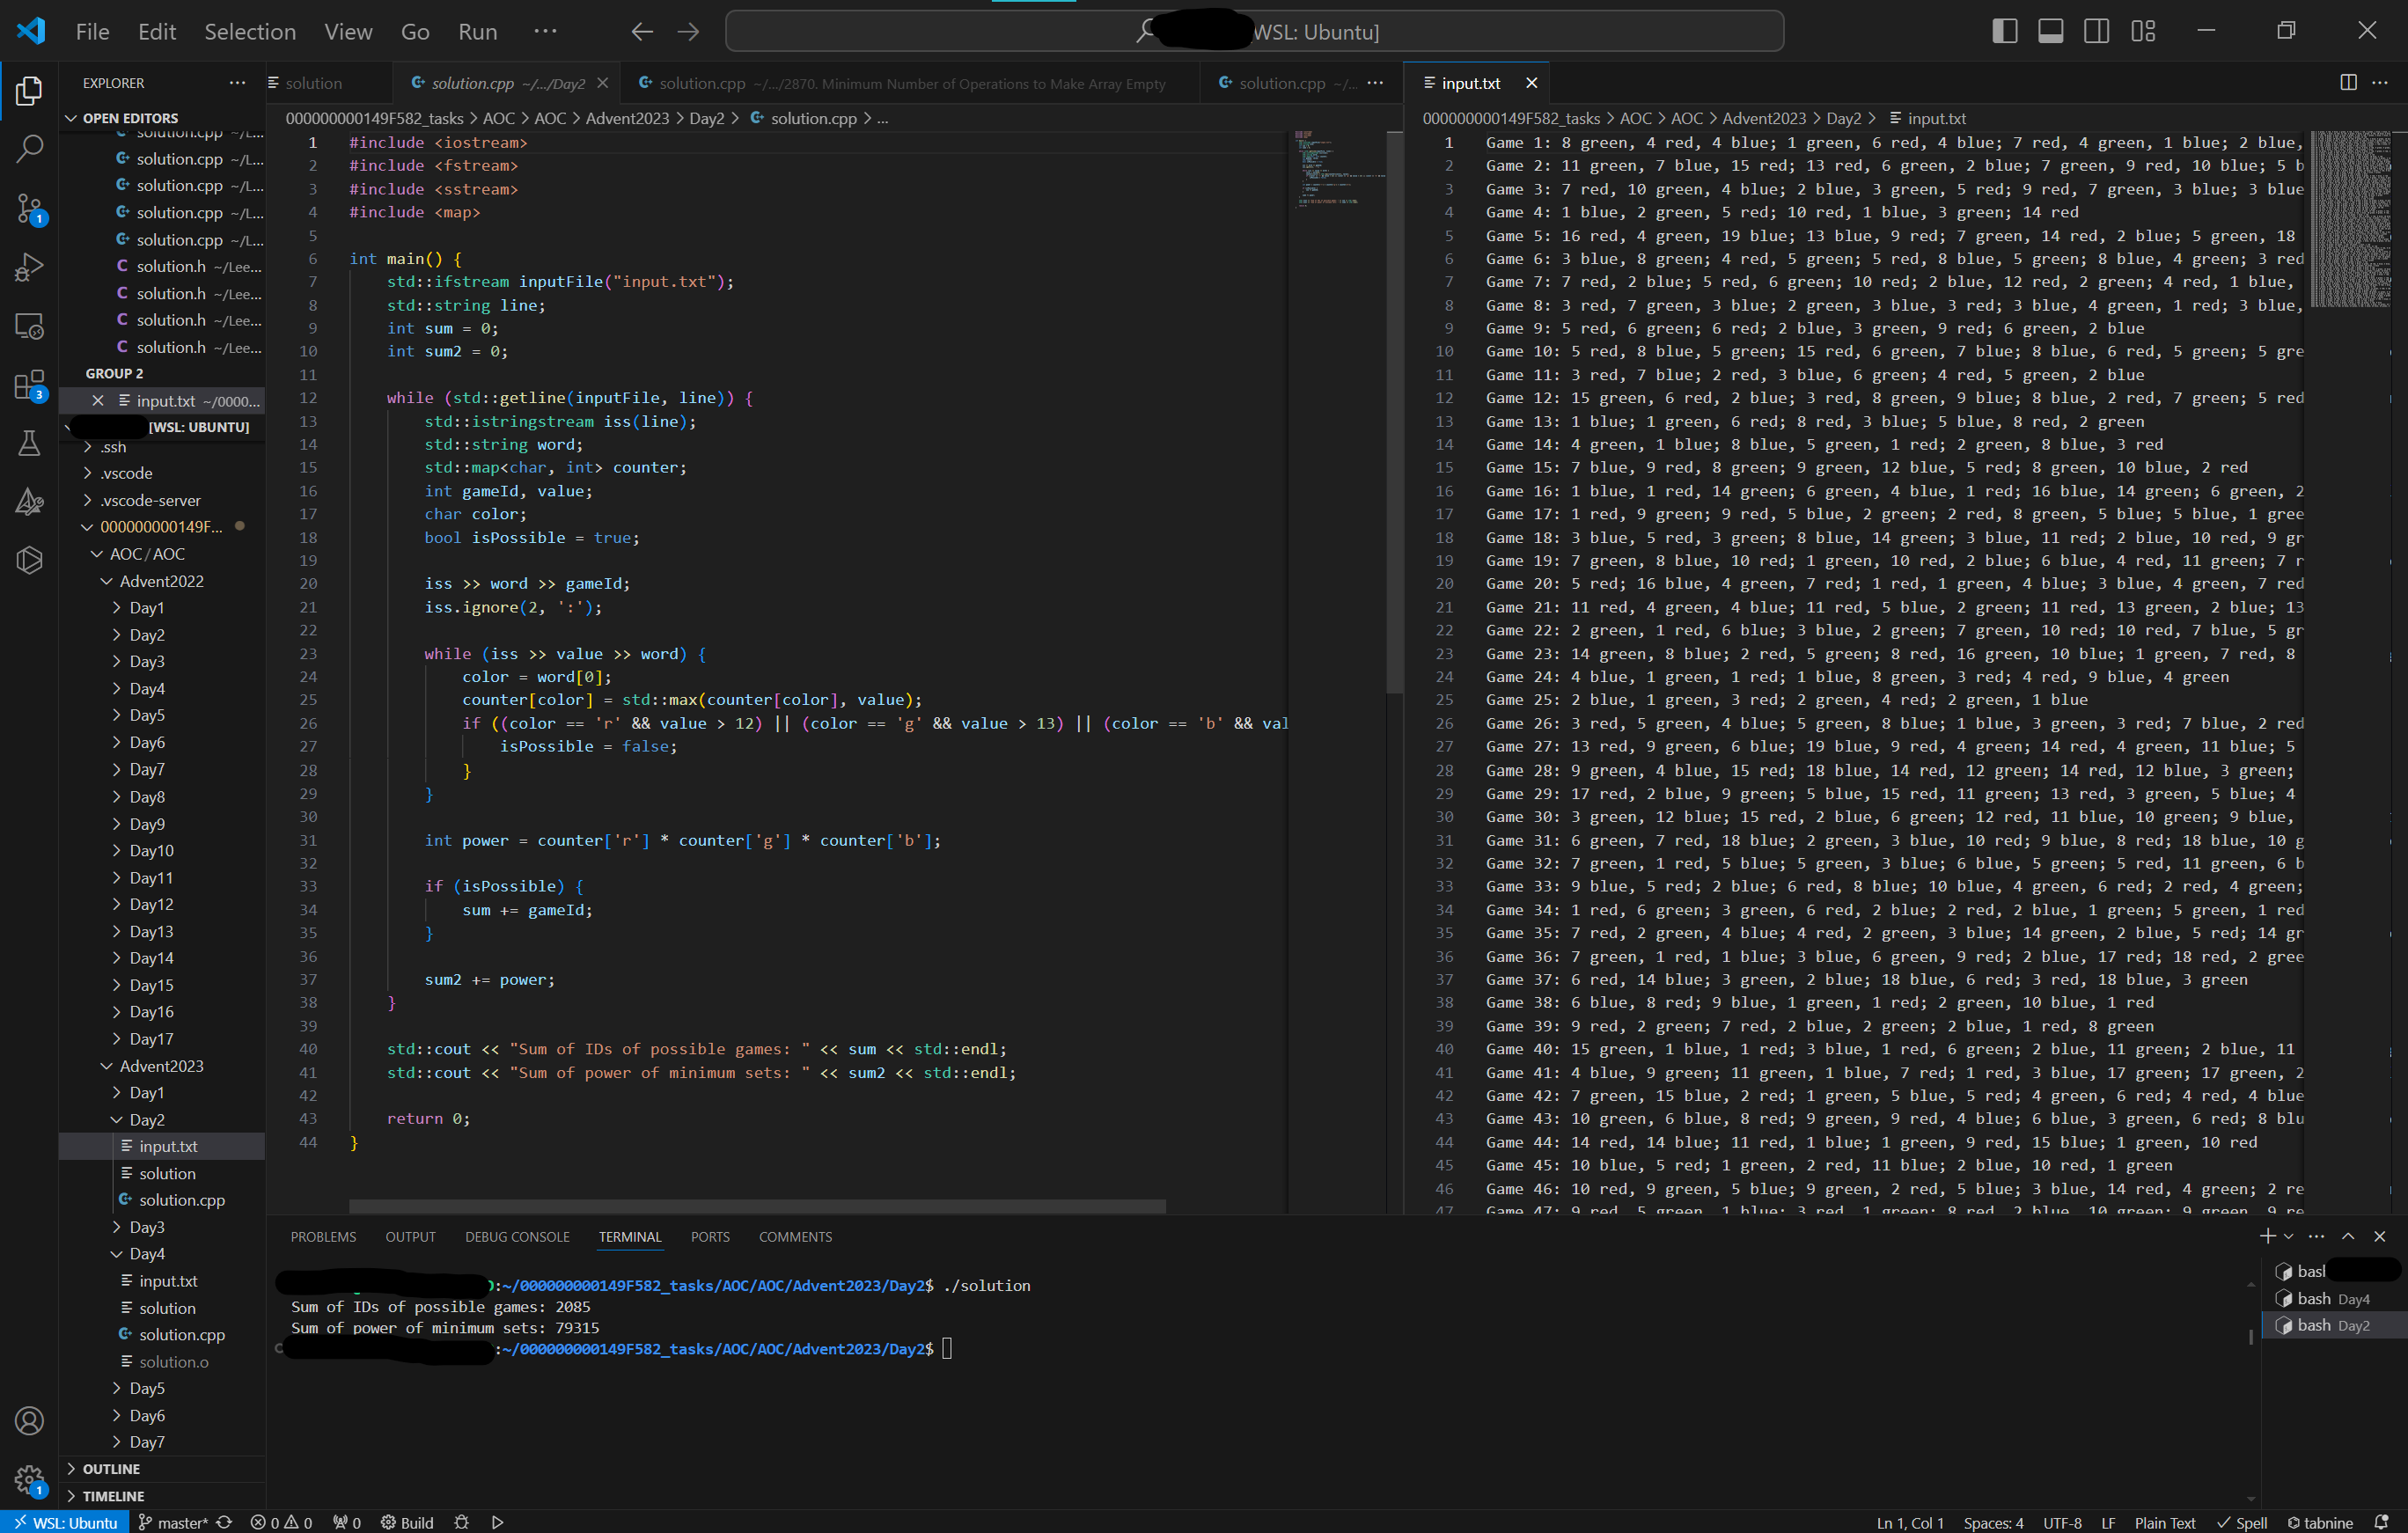 File Edit Selection View Go Run ···
[WSL: Ubuntu]
EXPLORER
OPEN EDITORS
solution.cpp ~/L...
solution.cpp ~/L...
solution.cpp ~/L...
solution.cpp ~/L...
solution.cpp ~/L...
solution.h ~/Lee...
solution.h ~/Lee...
solution.h ~/Lee...
solution.h ~/Lee...
GROUP 2
input.txt ~/0000...
[WSL: UBUNTU]
.ssh
.vscode
.vscode-server
000000000149F...
AOC / AOC
Advent2022
Day1
Day2
Day3
Day4
Day5
Day6
Day7
Day8
Day9
Day10
Day11
Day12
Day13
Day14
Day15
Day16
Day17
Advent2023
Day1
Day2
input.txt
solution
solution.cpp
Day3
Day4
input.txt
solution
solution.cpp
solution.o
Day5
Day6
Day7
OUTLINE
TIMELINE
solution
solution.cpp ~/.../Day2
solution.cpp ~/.../2870. Minimum Number of Operations to Make Array Empty
solution.cpp ~/...
000000000149F582_tasks > AOC > AOC > Advent2023 > Day2 > solution.cpp > ...
1 #include <iostream>
2 #include <fstream>
3 #include <sstream>
4 #include <map>
5
6 int main() {
7 std::ifstream inputFile("input.txt");
8 std::string line;
9 int sum = 0;
10 int sum2 = 0;
11
12 while (std::getline(inputFile, line)) {
13 std::istringstream iss(line);
14 std::string word;
15 std::map<char, int> counter;
16 int gameId, value;
17 char color;
18 bool isPossible = true;
19
20 iss >> word >> gameId;
21 iss.ignore(2, ':');
22
23 while (iss >> value >> word) {
24 color = word[0];
25 counter[color] = std::max(counter[color], value);
26 if ((color == 'r' && value > 12) || (color == 'g' && value > 13) || (color == 'b' && val
27 isPossible = false;
28 }
29 }
30
31 int power = counter['r'] * counter['g'] * counter['b'];
32
33 if (isPossible) {
34 sum += gameId;
35 }
36
37 sum2 += power;
38 }
39
40 std::cout << "Sum of IDs of possible games: " << sum << std::endl;
41 std::cout << "Sum of power of minimum sets: " << sum2 << std::endl;
42
43 return 0;
44 }
input.txt
000000000149F582_tasks > AOC > AOC > Advent2023 > Day2 > input.txt
1 Game 1: 8 green, 4 red, 4 blue; 1 green, 6 red, 4 blue; 7 red, 4 green, 1 blue; 2 blue,
2 Game 2: 11 green, 7 blue, 15 red; 13 red, 6 green, 2 blue; 7 green, 9 red, 10 blue; 5 b
3 Game 3: 7 red, 10 green, 4 blue; 2 blue, 3 green, 5 red; 9 red, 7 green, 3 blue; 3 blue
4 Game 4: 1 blue, 2 green, 5 red; 10 red, 1 blue, 3 green; 14 red
5 Game 5: 16 red, 4 green, 19 blue; 13 blue, 9 red; 7 green, 14 red, 2 blue; 5 green, 18
6 Game 6: 3 blue, 8 green; 4 red, 5 green; 5 red, 8 blue, 5 green; 8 blue, 4 green; 3 red
7 Game 7: 7 red, 2 blue; 5 red, 6 green; 10 red; 2 blue, 12 red, 2 green; 4 red, 1 blue,
8 Game 8: 3 red, 7 green, 3 blue; 2 green, 3 blue, 3 red; 3 blue, 4 green, 1 red; 3 blue,
9 Game 9: 5 red, 6 green; 6 red; 2 blue, 3 green, 9 red; 6 green, 2 blue
10 Game 10: 5 red, 8 blue, 5 green; 15 red, 6 green, 7 blue; 8 blue, 6 red, 5 green; 5 gre
11 Game 11: 3 red, 7 blue; 2 red, 3 blue, 6 green; 4 red, 5 green, 2 blue
12 Game 12: 15 green, 6 red, 2 blue; 3 red, 8 green, 9 blue; 8 blue, 2 red, 7 green; 5 red
13 Game 13: 1 blue; 1 green, 6 red; 8 red, 3 blue; 5 blue, 8 red, 2 green
14 Game 14: 4 green, 1 blue; 8 blue, 5 green, 1 red; 2 green, 8 blue, 3 red
15 Game 15: 7 blue, 9 red, 8 green; 9 green, 12 blue, 5 red; 8 green, 10 blue, 2 red
16 Game 16: 1 blue, 1 red, 14 green; 6 green, 4 blue, 1 red; 16 blue, 14 green; 6 green, 2
17 Game 17: 1 red, 9 green; 9 red, 5 blue, 2 green; 2 red, 8 green, 5 blue; 5 blue, 1 gree
18 Game 18: 3 blue, 5 red, 3 green; 8 blue, 14 green; 3 blue, 11 red; 2 blue, 10 red, 9 gr
19 Game 19: 7 green, 8 blue, 10 red; 1 green, 10 red, 2 blue; 6 blue, 4 red, 11 green; 7 r
20 Game 20: 5 red; 16 blue, 4 green, 7 red; 1 red, 1 green, 4 blue; 3 blue, 4 green, 7 red
21 Game 21: 11 red, 4 green, 4 blue; 11 red, 5 blue, 2 green; 11 red, 13 green, 2 blue; 13
22 Game 22: 2 green, 1 red, 6 blue; 3 blue, 2 green; 7 green, 10 red; 10 red, 7 blue, 5 gr
23 Game 23: 14 green, 8 blue; 2 red, 5 green; 8 red, 16 green, 10 blue; 1 green, 7 red, 8
24 Game 24: 4 blue, 1 green, 1 red; 1 blue, 8 green, 3 red; 4 red, 9 blue, 4 green
25 Game 25: 2 blue, 1 green, 3 red; 2 green, 4 red; 2 green, 1 blue
26 Game 26: 3 red, 5 green, 4 blue; 5 green, 8 blue; 1 blue, 3 green, 3 red; 7 blue, 2 red
27 Game 27: 13 red, 9 green, 6 blue; 19 blue, 9 red, 4 green; 14 red, 4 green, 11 blue; 5
28 Game 28: 9 green, 4 blue, 15 red; 18 blue, 14 red, 12 green; 14 red, 12 blue, 3 green;
29 Game 29: 17 red, 2 blue, 9 green; 5 blue, 15 red, 11 green; 13 red, 3 green, 5 blue; 4
30 Game 30: 3 green, 12 blue; 15 red, 2 blue, 6 green; 12 red, 11 blue, 10 green; 9 blue,
31 Game 31: 6 green, 7 red, 18 blue; 2 green, 3 blue, 10 red; 9 blue, 8 red; 18 blue, 10 g
32 Game 32: 7 green, 1 red, 5 blue; 5 green, 3 blue; 6 blue, 5 green; 5 red, 11 green, 6 b
33 Game 33: 9 blue, 5 red; 2 blue; 6 red, 8 blue; 10 blue, 4 green, 6 red; 2 red, 4 green;
34 Game 34: 1 red, 6 green; 3 green, 6 red, 2 blue; 2 red, 2 blue, 1 green; 5 green, 1 red
35 Game 35: 7 red, 2 green, 4 blue; 4 red, 2 green, 3 blue; 14 green, 2 blue, 5 red; 14 gr
36 Game 36: 7 green, 1 red, 1 blue; 3 blue, 6 green, 9 red; 2 blue, 17 red; 18 red, 2 gree
37 Game 37: 6 red, 14 blue; 3 green, 2 blue; 18 blue, 6 red; 3 red, 18 blue, 3 green
38 Game 38: 6 blue, 8 red; 9 blue, 1 green, 1 red; 2 green, 10 blue, 1 red
39 Game 39: 9 red, 2 green; 7 red, 2 blue, 2 green; 2 blue, 1 red, 8 green
40 Game 40: 15 green, 1 blue, 1 red; 3 blue, 1 red, 6 green; 2 blue, 11 green; 2 blue, 11
41 Game 41: 4 blue, 9 green; 11 green, 1 blue, 7 red; 1 red, 3 blue, 17 green; 17 green, 2
42 Game 42: 7 green, 15 blue, 2 red; 1 green, 5 blue, 5 red; 4 green, 6 red; 4 red, 4 blue
43 Game 43: 10 green, 6 blue, 8 red; 9 green, 9 red, 4 blue; 6 blue, 3 green, 6 red; 8 blu
44 Game 44: 14 red, 14 blue; 11 red, 1 blue; 1 green, 9 red, 15 blue; 1 green, 10 red
45 Game 45: 10 blue, 5 red; 1 green, 2 red, 11 blue; 2 blue, 10 red, 1 green
46 Game 46: 10 red, 9 green, 5 blue; 9 green, 2 red, 5 blue; 3 blue, 14 red, 4 green; 2 re
47 Game 47: 9 red, 5 green, 1 blue; 3 red, 1 green; 8 red, 2 blue, 10 green; 9 green, 9 re
PROBLEMS OUTPUT DEBUG CONSOLE TERMINAL PORTS COMMENTS
:~/000000000149F582_tasks/AOC/AOC/Advent2023/Day2$ ./solution
Sum of IDs of possible games: 2085
Sum of power of minimum sets: 79315
:~/000000000149F582_tasks/AOC/AOC/Advent2023/Day2$
bash
bash Day4
bash Day2
WSL: Ubuntu master* 0 0 0 Build
Ln 1, Col 1 Spaces: 4 UTF-8 LF Plain Text Spell tabnine